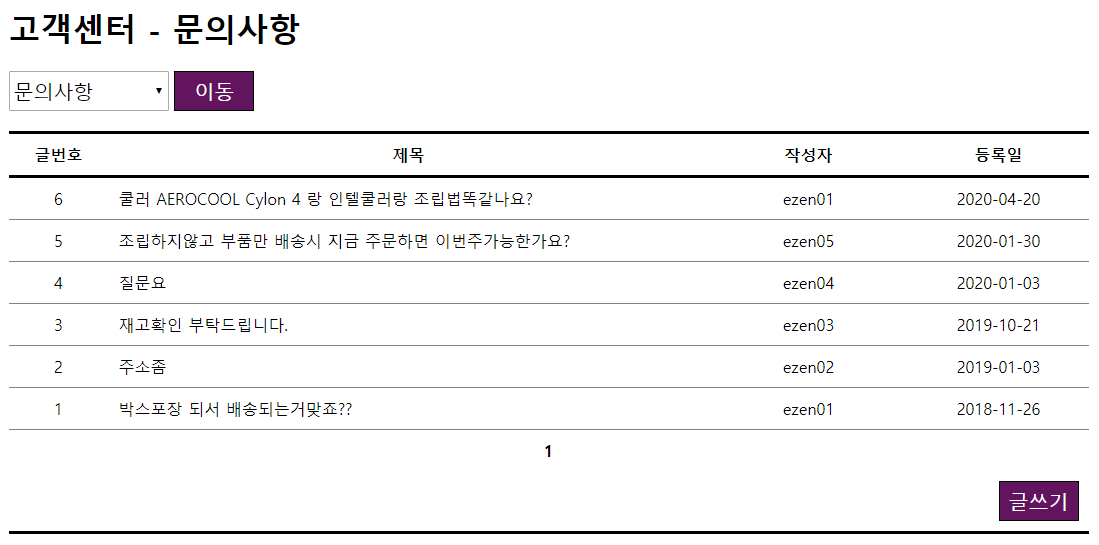 고객센터 - 문의사항
문의사항 이동
글번호 제목 작성자 등록일
6 쿨러 AEROCOOL Cylon 4 랑 인텔쿨러랑 조립법똑같나요? ezen01 2020-04-20
5 조립하지않고 부품만 배송시 지금 주문하면 이번주가능한가요? ezen05 2020-01-30
4 질문요 ezen04 2020-01-03
3 재고확인 부탁드립니다. ezen03 2019-10-21
2 주소좀 ezen02 2019-01-03
1 박스포장 되서 배송되는거맞죠?? ezen01 2018-11-26
1
글쓰기